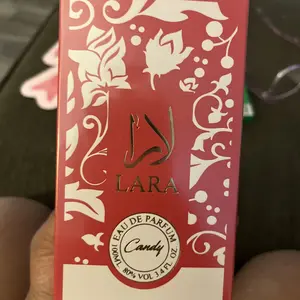 لارا
LARA
EAU DE PARFUM
Candy
100ML 80% VOL 3.4 FL. OZ